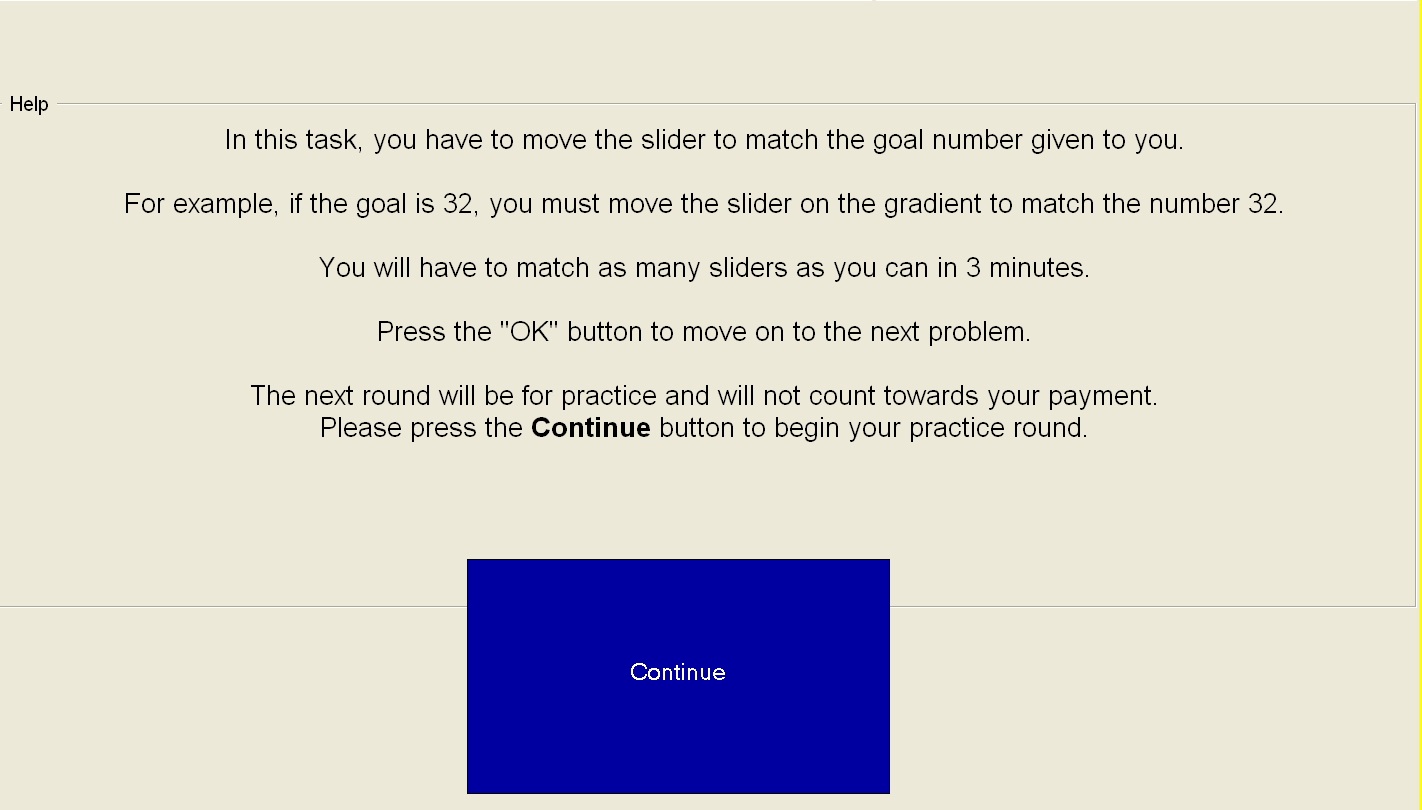 Help
In this task, you have to move the slider to match the goal number given to you.
For example, if the goal is 32, you must move the slider on the gradient to match the number 32.
You will have to match as many sliders as you can in 3 minutes.
Press the "OK" button to move on to the next problem.
The next round will be for practice and will not count towards your payment.
Please press the Continue button to begin your practice round.
Continue